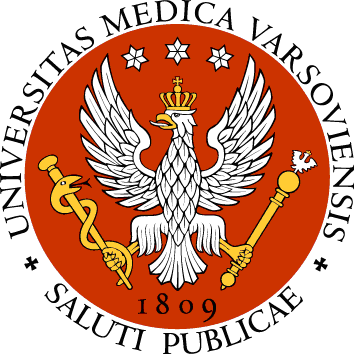 UNIVERSITAS MEDICA VARSOVIENSIS
SALUTI PUBLICAE
1809